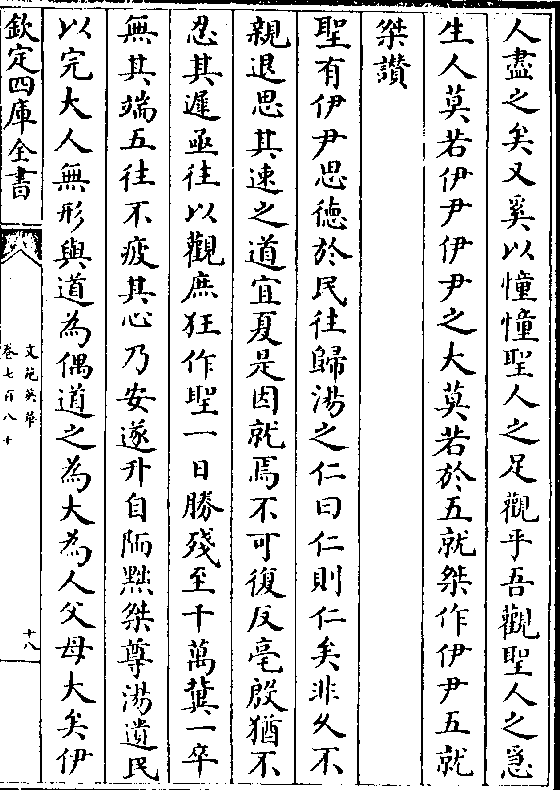 人盡之矣又奚以憧憧聖人之足觀乎吾觀聖人之急
生人莫若伊尹伊尹之大莫若於五就桀作伊尹五就
桀讃
聖有伊尹思德於民往歸湯之仁曰仁則仁矣非久不
親退思其速之道宜夏是因就焉不可復反亳殷猶不
忍其遲亟往以觀庶狂作聖一日勝殘至千萬冀一卒
無其端五往不疲其心乃安遂升自陑黜桀尊湯遺民
以完大人無形與道為偶道之為大為人父母大矣伊
欽定四庫全書
文苑英華
卷七百八十
十八